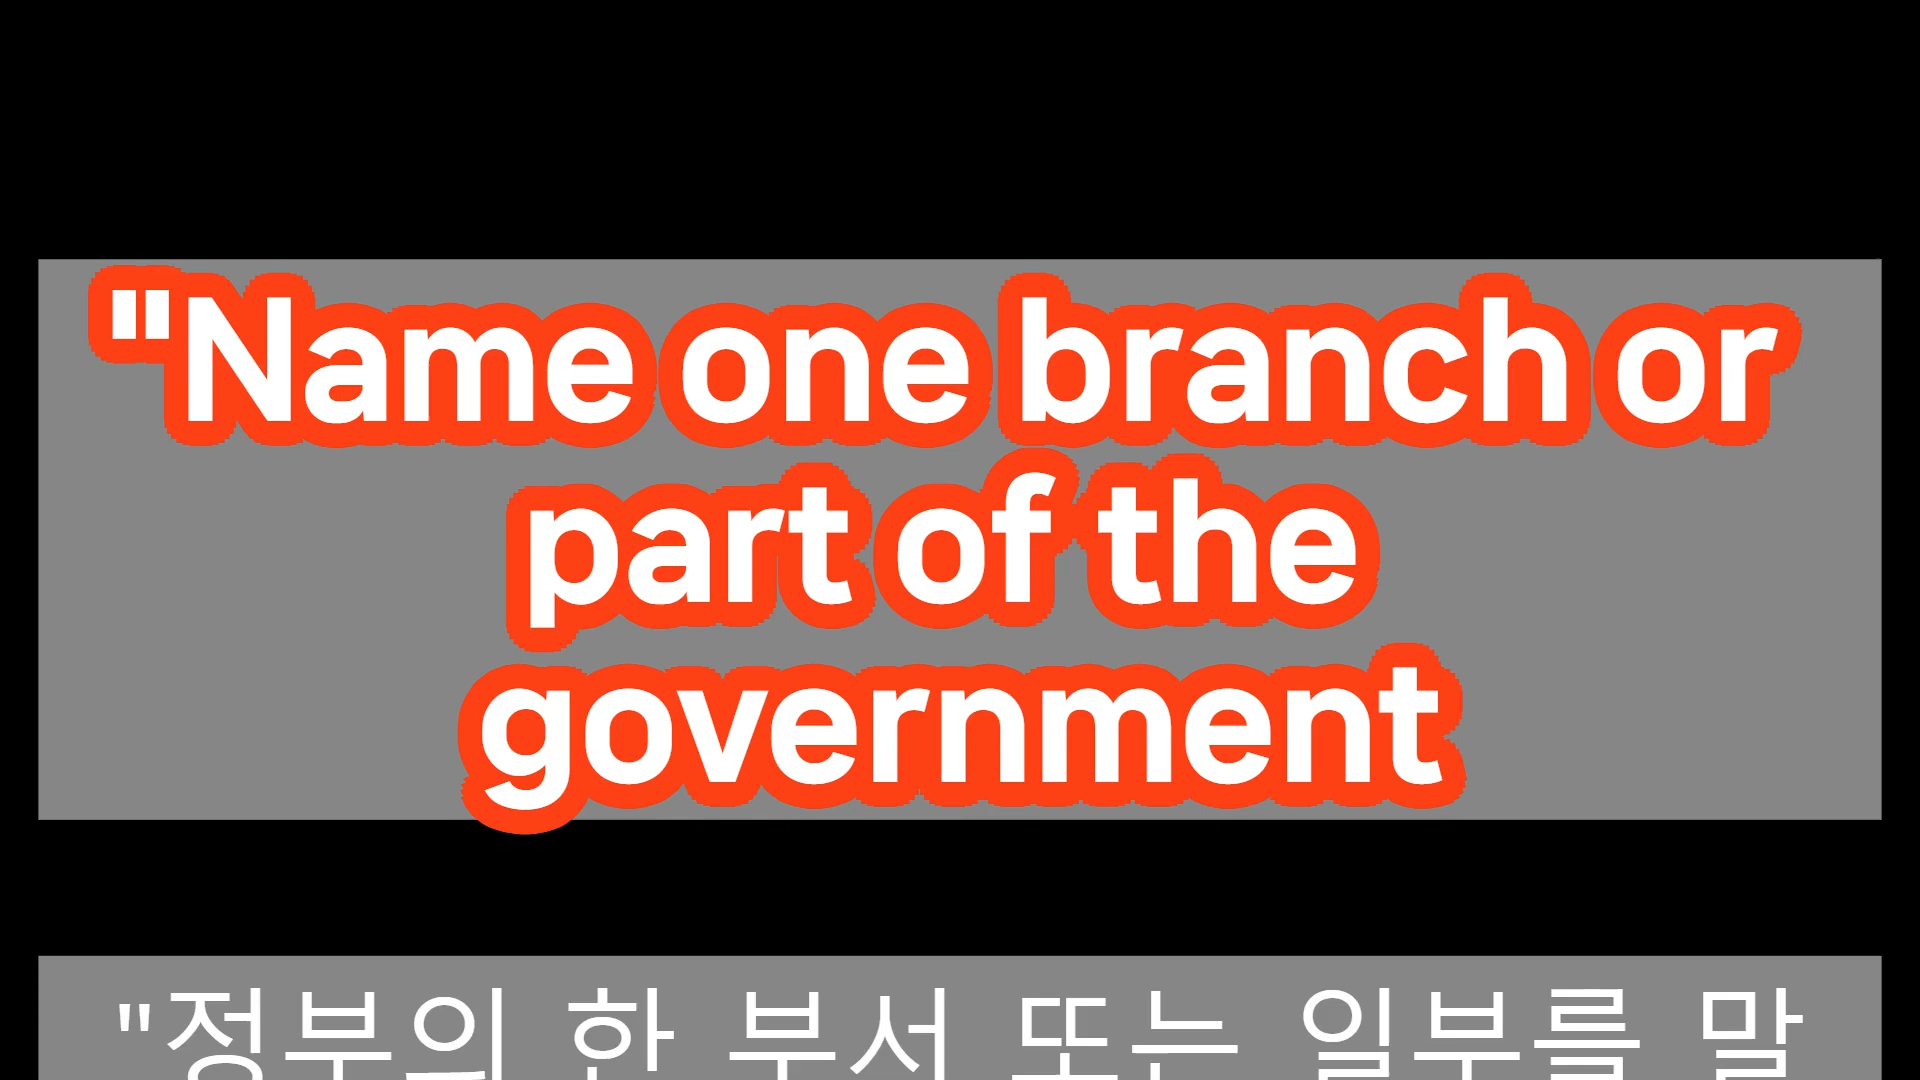 "Name one branch or
part of the
government
"정부의 한 부서 또는 일부를 말